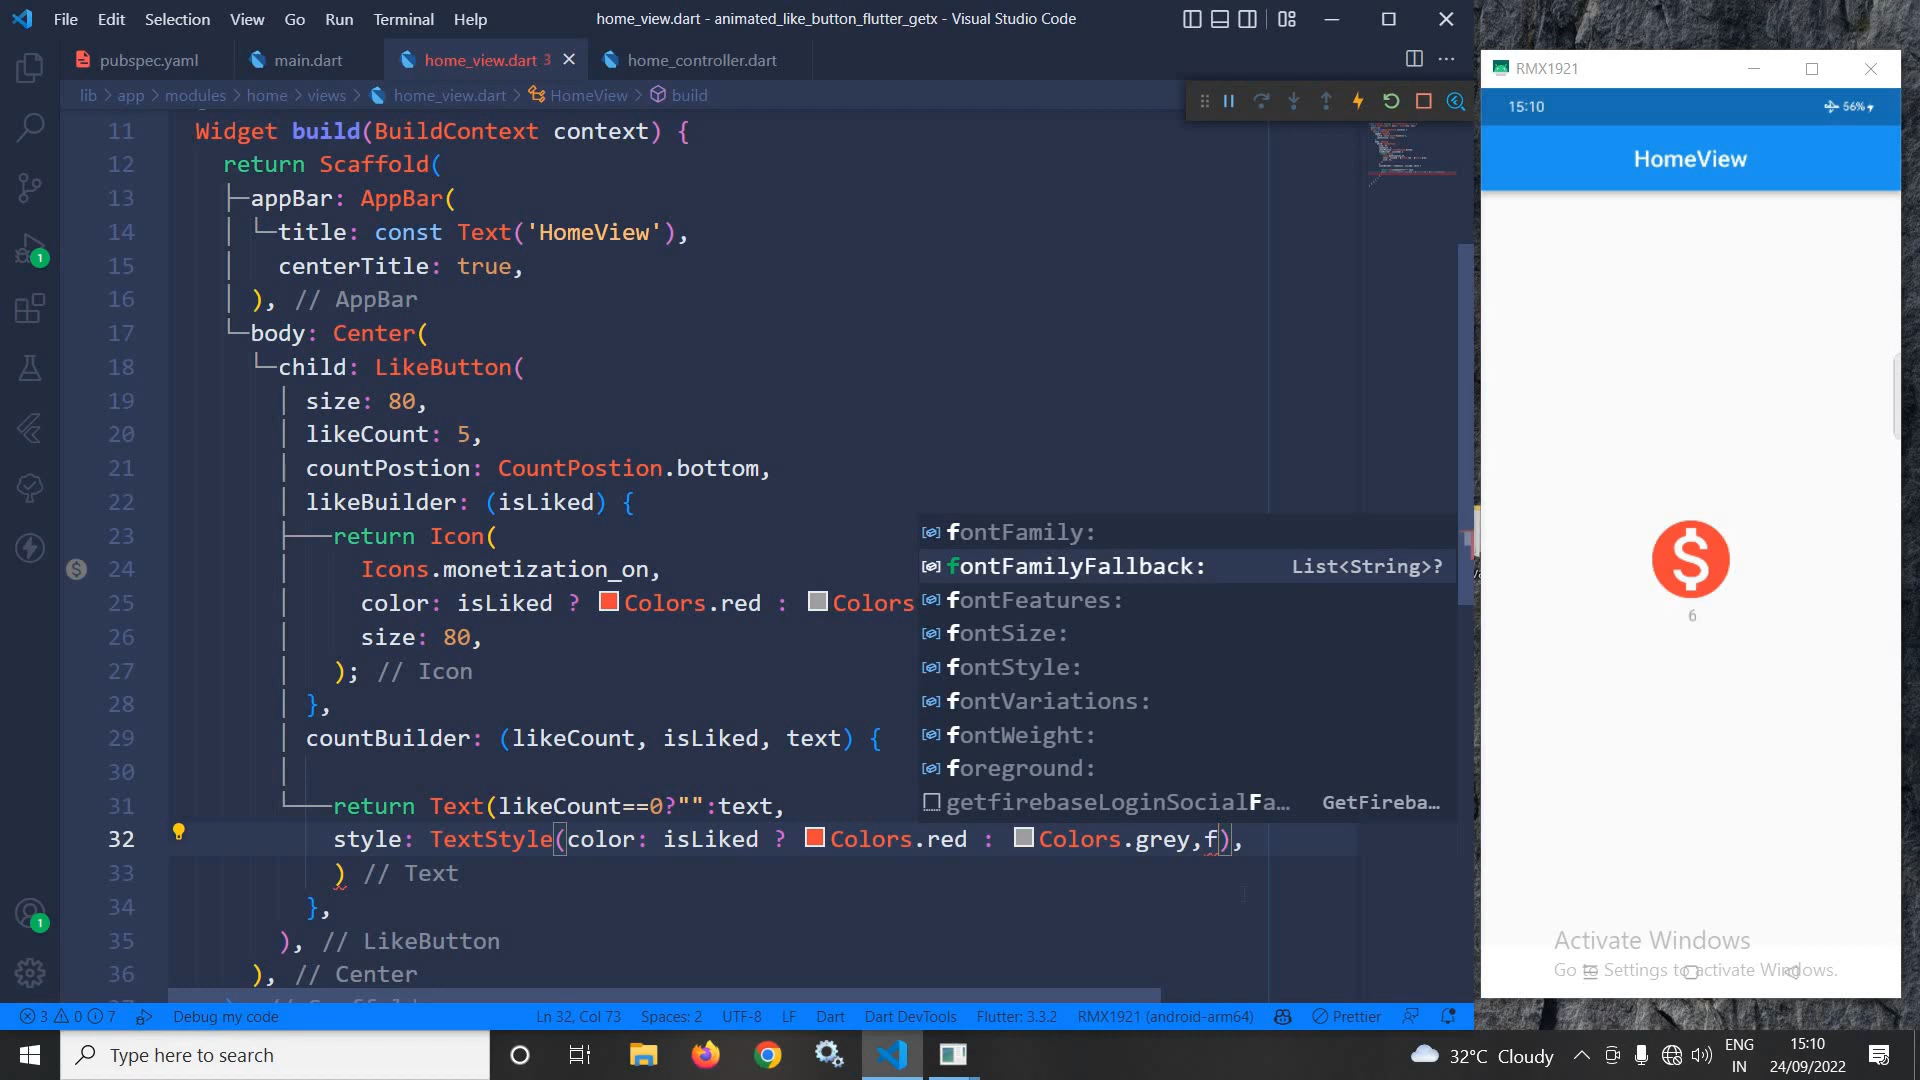 File Edit Selection View Go Run Terminal Help
home_view.dart - animated_like_button_flutter_getx - Visual Studio Code
pubspec.yaml
main.dart
home_view.dart 3
home_controller.dart
lib > app > modules > home > views > home_view.dart > HomeView > build
11 Widget build(BuildContext context) {
12 return Scaffold(
13 appBar: AppBar(
14 title: const Text('HomeView'),
15 centerTitle: true,
16 ), // AppBar
17 body: Center(
18 child: LikeButton(
19 size: 80,
20 likeCount: 5,
21 countPostion: CountPostion.bottom,
22 likeBuilder: (isLiked) {
23 return Icon(
24 Icons.monetization_on,
25 color: isLiked ? Colors.red : Colors
26 size: 80,
27 ); // Icon
28 },
29 countBuilder: (likeCount, isLiked, text) {
30
31 return Text(likeCount==0?"":text,
32 style: TextStyle(color: isLiked ? Colors.red : Colors.grey,f),
33 ) // Text
34 },
35 ), // LikeButton
36 ), // Center
fontFamily:
fontFamilyFallback: List<String>?
fontFeatures:
fontSize:
fontStyle:
fontVariations:
fontWeight:
foreground:
getfirebaseLoginSocialFa… GetFireba…
3 0 7 Debug my code
Ln 32, Col 73 Spaces: 2 UTF-8 LF Dart Dart DevTools Flutter: 3.3.2 RMX1921 (android-arm64) Prettier
RMX1921
15:10 56%
HomeView
$
6
Activate Windows
Go to Settings to activate Windows.
Type here to search
32°C Cloudy
ENG
IN
15:10
24/09/2022